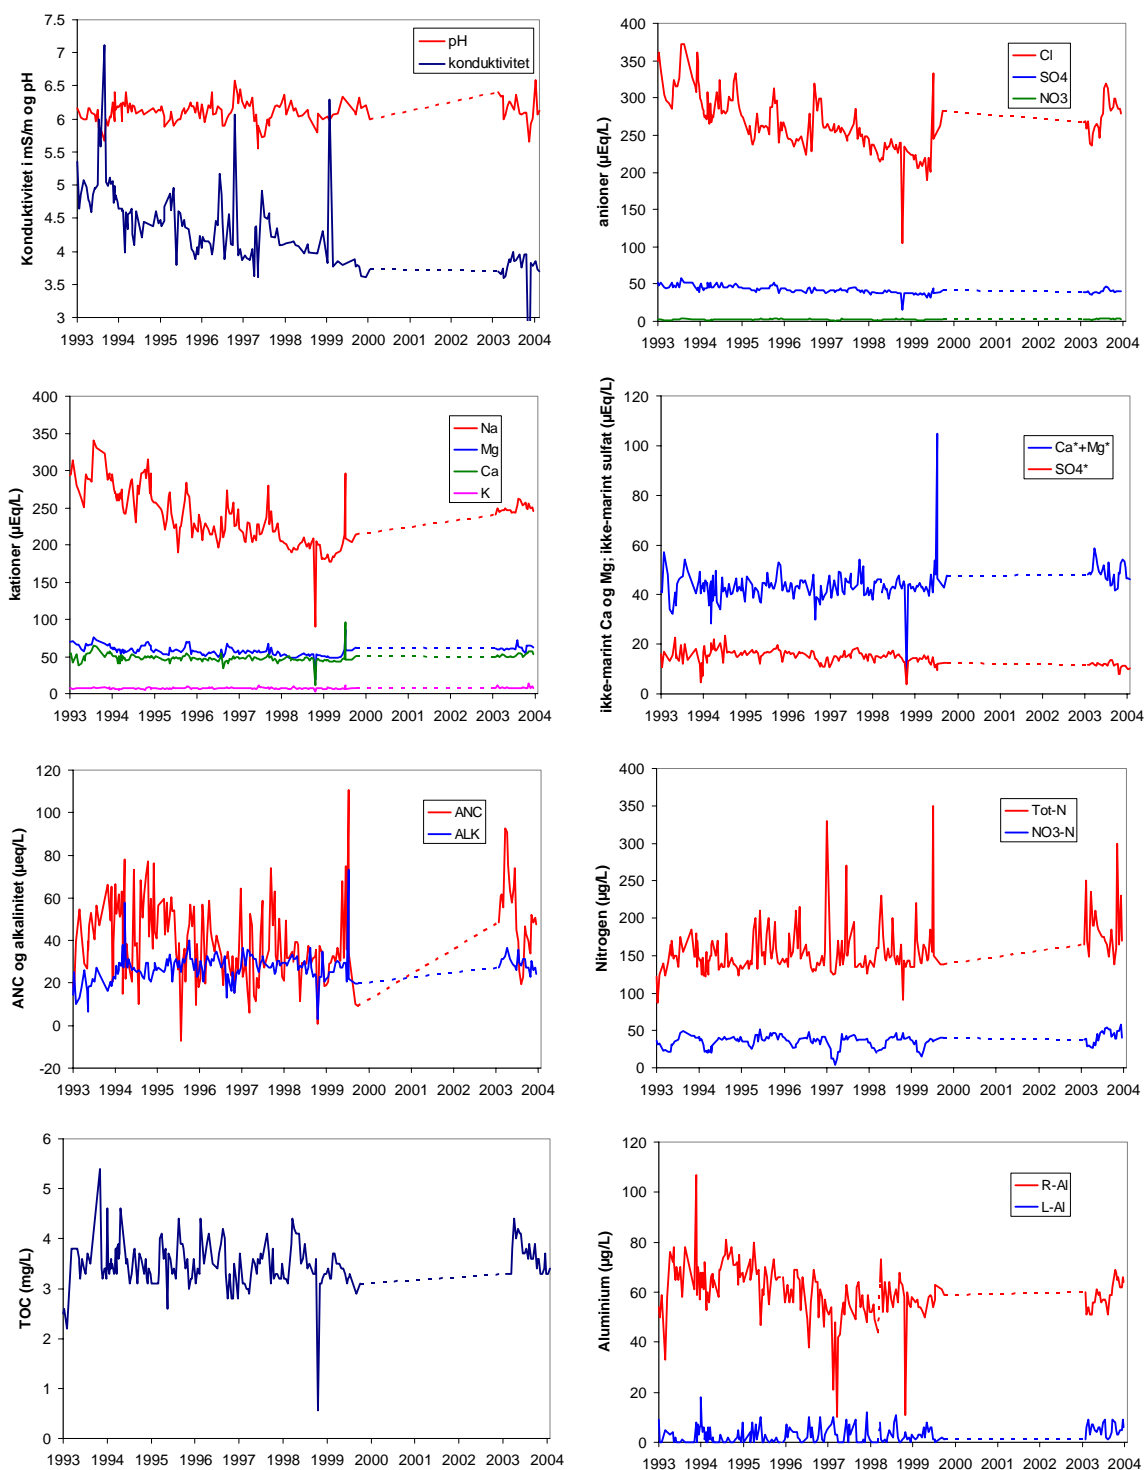 Konduktivitet i mS/m og pH
7.5
7
6.5
6
5.5
5
4.5
4
3.5
3
pH
konduktivitet
1993 1994 1995 1996 1997 1998 1999 2000 2001 2002 2003 2004
anioner (µEq/L)
400
350
300
250
200
150
100
50
0
Cl
SO4
NO3
1993 1994 1995 1996 1997 1998 1999 2000 2001 2002 2003 2004
kationer (µEq/L)
400
350
300
250
200
150
100
50
0
Na
Mg
Ca
K
1993 1994 1995 1996 1997 1998 1999 2000 2001 2002 2003 2004
ikke-marint Ca og Mg; ikke-marint sulfat (µEq/L)
120
100
80
60
40
20
0
Ca*+Mg*
SO4*
1993 1994 1995 1996 1997 1998 1999 2000 2001 2002 2003 2004
ANC og alkalinitet (µeq/L)
120
100
80
60
40
20
0
-20
ANC
ALK
1993 1994 1995 1996 1997 1998 1999 2000 2001 2002 2003 2004
Nitrogen (µg/L)
400
350
300
250
200
150
100
50
0
Tot-N
NO3-N
1993 1994 1995 1996 1997 1998 1999 2000 2001 2002 2003 2004
TOC (mg/L)
6
5
4
3
2
1
0
1993 1994 1995 1996 1997 1998 1999 2000 2001 2002 2003 2004
Aluminium (µg/L)
120
100
80
60
40
20
0
R-Al
L-Al
1993 1994 1995 1996 1997 1998 1999 2000 2001 2002 2003 2004